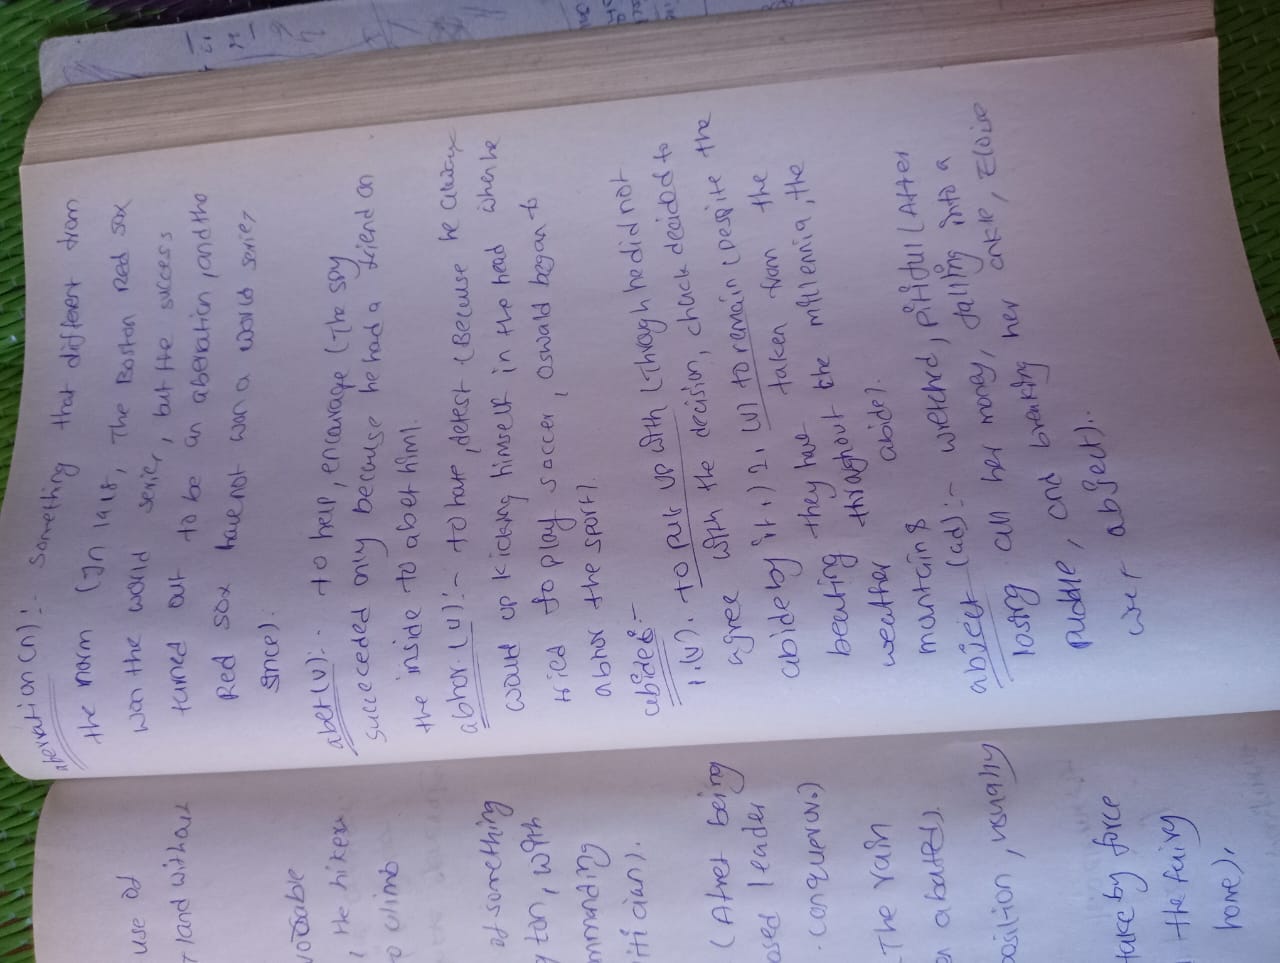 use of
land without
the hikers
to climb
of something
ton, with
mmanding
itician).
(After being
osed leader
conqueror.)
The rain
n abated).
position, usually
take by force
the fairy
home),
aberration (n):- something that different from
the norm (In 1918, The Boston Red Sox
won the world series, but the success
turned out to be an aberation, and the
Red Sox have not won a world series
since).
abet (v):- to help, encourage (The spy
succeeded only because he had a friend on
the inside to abet him).
abhor (v):- to hate, detest (Because he always
would up kicking himself in the head when he
tried to play soccer, oswald began to
abhor the sport).
abide:-
1.(v). to put up with (Through he did not
agree with the decision, chuck decided to
abide by it.) 2. (v) to remain (Despite the
beating they have taken from the
weather throughout the millennia, the
mountains abide).
abject (adj):- wretched, pitiful (After
losing all her money, falling into a
puddle, and breaking her ankle, Eloise
was abject).